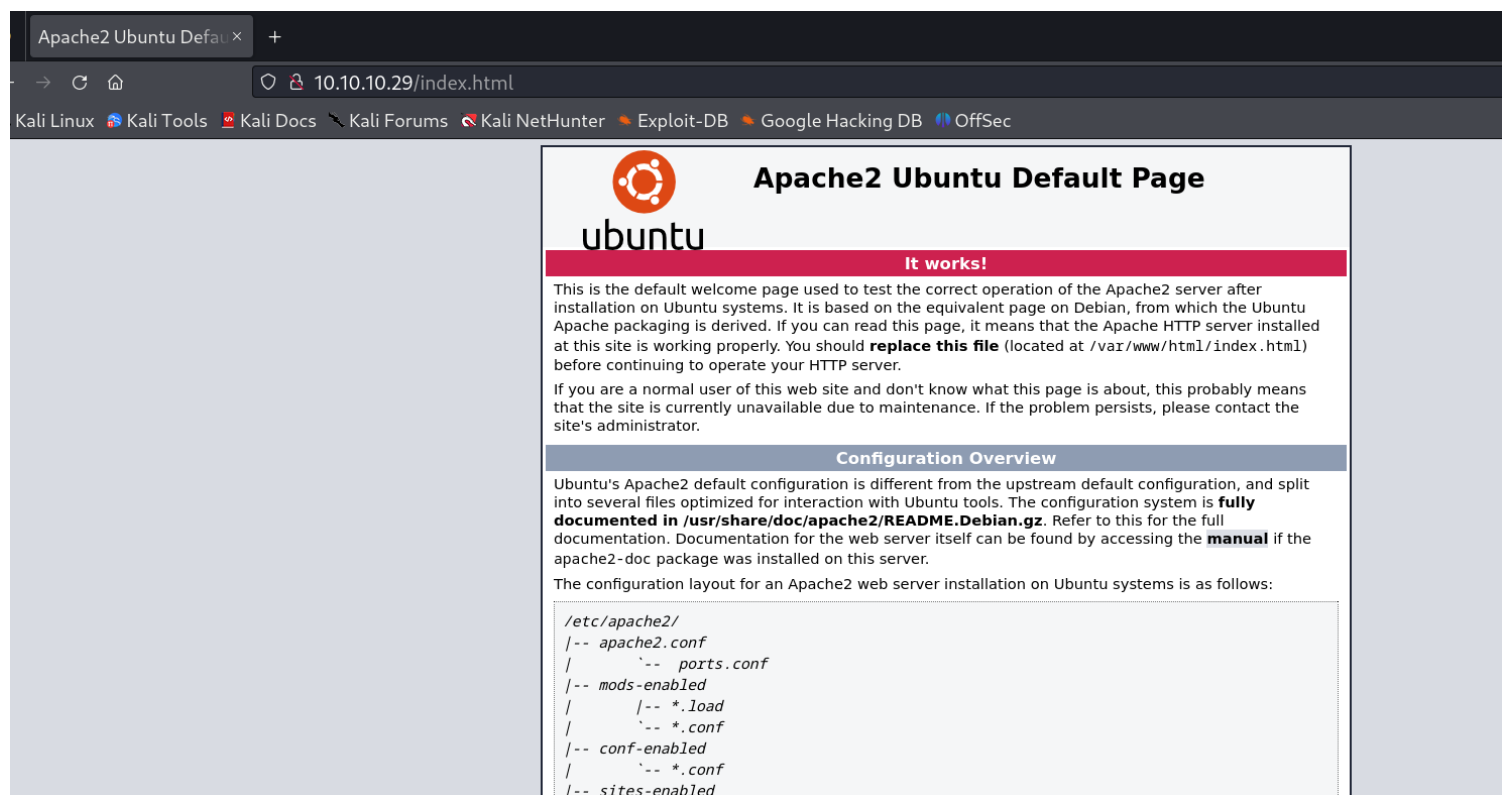 Apache2 Ubuntu Defau
10.10.10.29/index.html
Kali Linux Kali Tools Kali Docs Kali Forums Kali NetHunter Exploit-DB Google Hacking DB OffSec
ubuntu
Apache2 Ubuntu Default Page
It works!
This is the default welcome page used to test the correct operation of the Apache2 server after
installation on Ubuntu systems. It is based on the equivalent page on Debian, from which the Ubuntu
Apache packaging is derived. If you can read this page, it means that the Apache HTTP server installed
at this site is working properly. You should replace this file (located at /var/www/html/index.html)
before continuing to operate your HTTP server.
If you are a normal user of this web site and don't know what this page is about, this probably means
that the site is currently unavailable due to maintenance. If the problem persists, please contact the
site's administrator.
Configuration Overview
Ubuntu's Apache2 default configuration is different from the upstream default configuration, and split
into several files optimized for interaction with Ubuntu tools. The configuration system is fully
documented in /usr/share/doc/apache2/README.Debian.gz. Refer to this for the full
documentation. Documentation for the web server itself can be found by accessing the manual if the
apache2-doc package was installed on this server.
The configuration layout for an Apache2 web server installation on Ubuntu systems is as follows:
/etc/apache2/
|-- apache2.conf
|       `--  ports.conf
|-- mods-enabled
|       |-- *.load
|       `-- *.conf
|-- conf-enabled
|       `-- *.conf
|-- sites-enabled